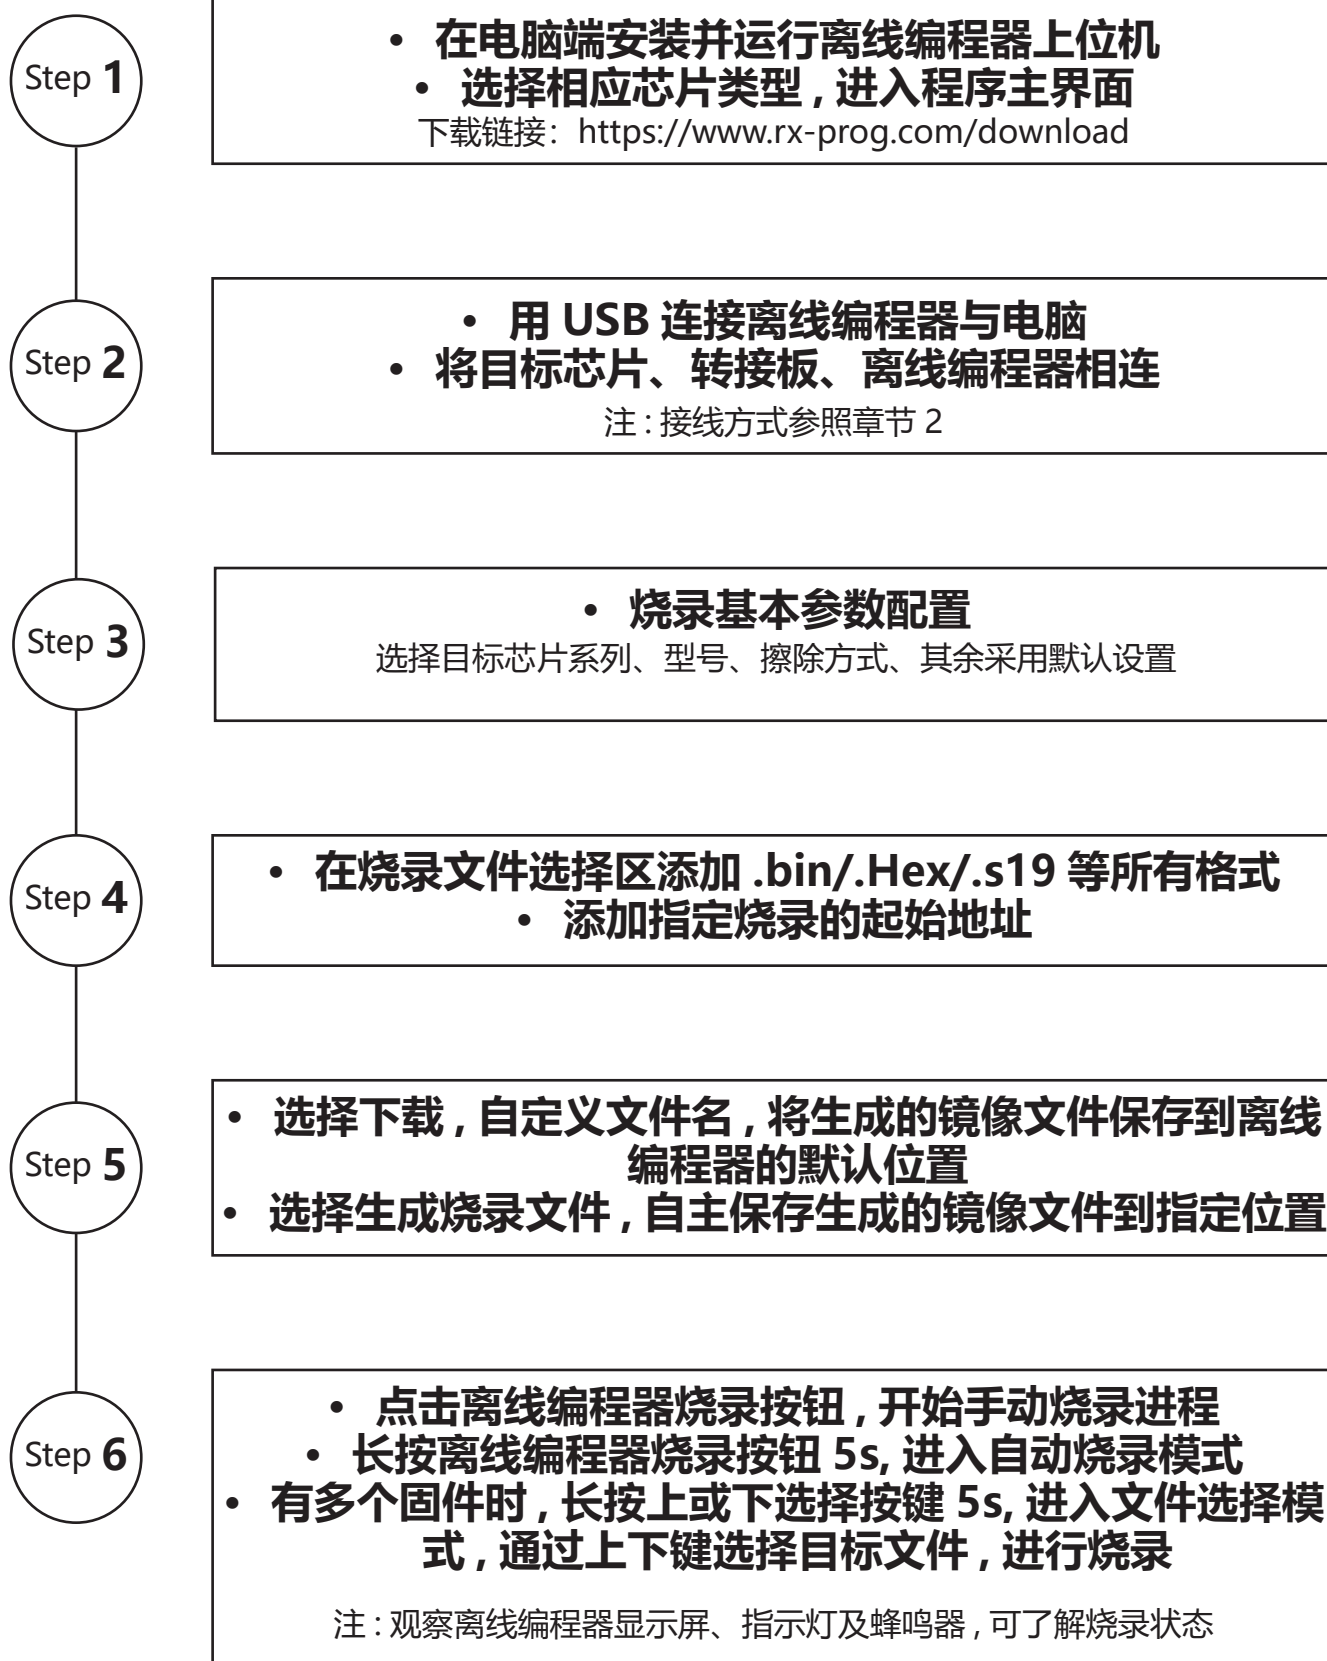 Step 1
• 在电脑端安装并运行离线编程器上位机
• 选择相应芯片类型 , 进入程序主界面
下载链接：https://www.rx-prog.com/download
Step 2
• 用 USB 连接离线编程器与电脑
• 将目标芯片、转接板、离线编程器相连
注 : 接线方式参照章节 2
Step 3
• 烧录基本参数配置
选择目标芯片系列、型号、擦除方式、其余采用默认设置
Step 4
• 在烧录文件选择区添加 .bin/.Hex/.s19 等所有格式
• 添加指定烧录的起始地址
Step 5
• 选择下载 , 自定义文件名 , 将生成的镜像文件保存到离线
编程器的默认位置
• 选择生成烧录文件 , 自主保存生成的镜像文件到指定位置
Step 6
• 点击离线编程器烧录按钮 , 开始手动烧录进程
• 长按离线编程器烧录按钮 5s, 进入自动烧录模式
• 有多个固件时 , 长按上或下选择按键 5s, 进入文件选择模
式 , 通过上下键选择目标文件 , 进行烧录
注 : 观察离线编程器显示屏、指示灯及蜂鸣器 , 可了解烧录状态